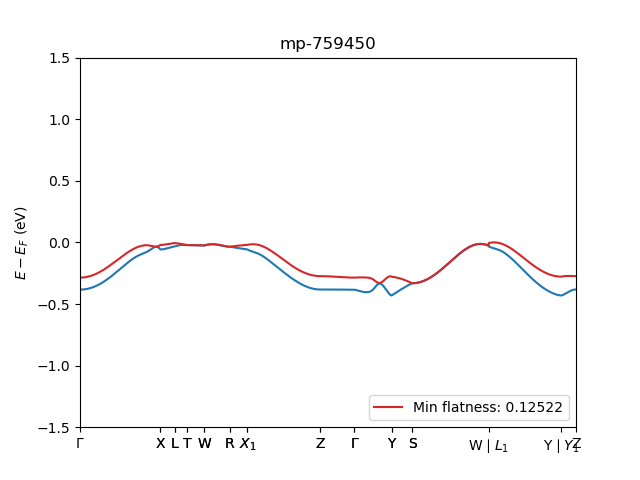 mp-759450
E − E_F (eV)
1.5
1.0
0.5
0.0
−0.5
−1.0
−1.5
Min flatness: 0.12522
Γ X L T W R X₁ Z Γ Y S W | L₁ Y | Y₁ Z